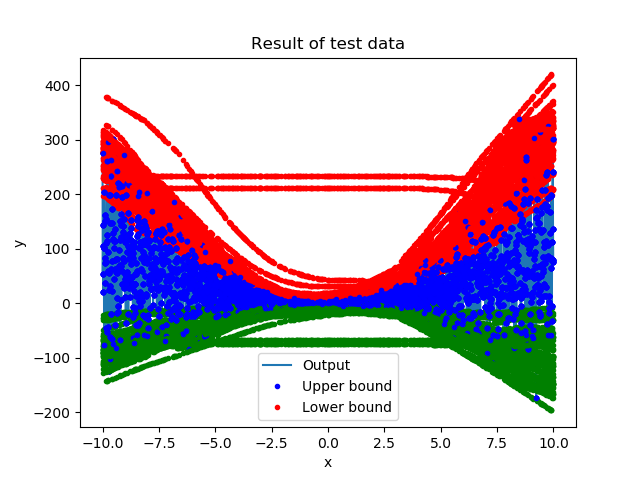 Result of test data
400
300
200
100
0
−100
−200
y
−10.0 −7.5 −5.0 −2.5 0.0 2.5 5.0 7.5 10.0
x
Output
Upper bound
Lower bound